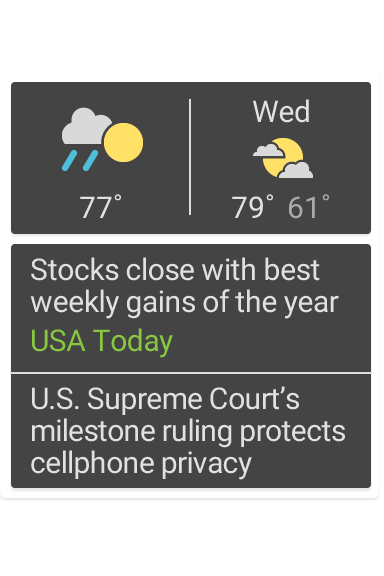 77°
Wed
79° 61°
Stocks close with best
weekly gains of the year
USA Today
U.S. Supreme Court’s
milestone ruling protects
cellphone privacy